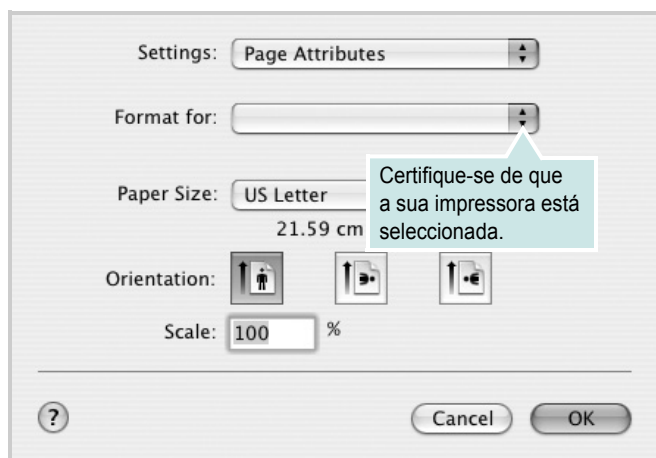 Settings: Page Attributes
Format for:
Certifique-se de que
a sua impressora está
seleccionada.
Paper Size: US Letter
21.59 cm
Orientation:
Scale: 100 %
? Cancel OK